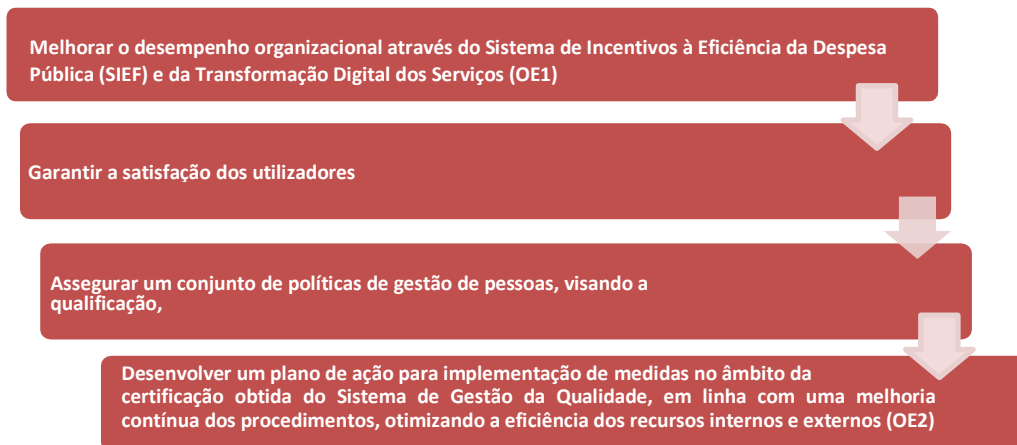 Melhorar o desempenho organizacional através do Sistema de Incentivos à Eficiência da Despesa
Pública (SIEF) e da Transformação Digital dos Serviços (OE1)
Garantir a satisfação dos utilizadores
Assegurar um conjunto de políticas de gestão de pessoas, visando a
qualificação,
Desenvolver um plano de ação para implementação de medidas no âmbito da
certificação obtida do Sistema de Gestão da Qualidade, em linha com uma melhoria
contínua dos procedimentos, otimizando a eficiência dos recursos internos e externos (OE2)